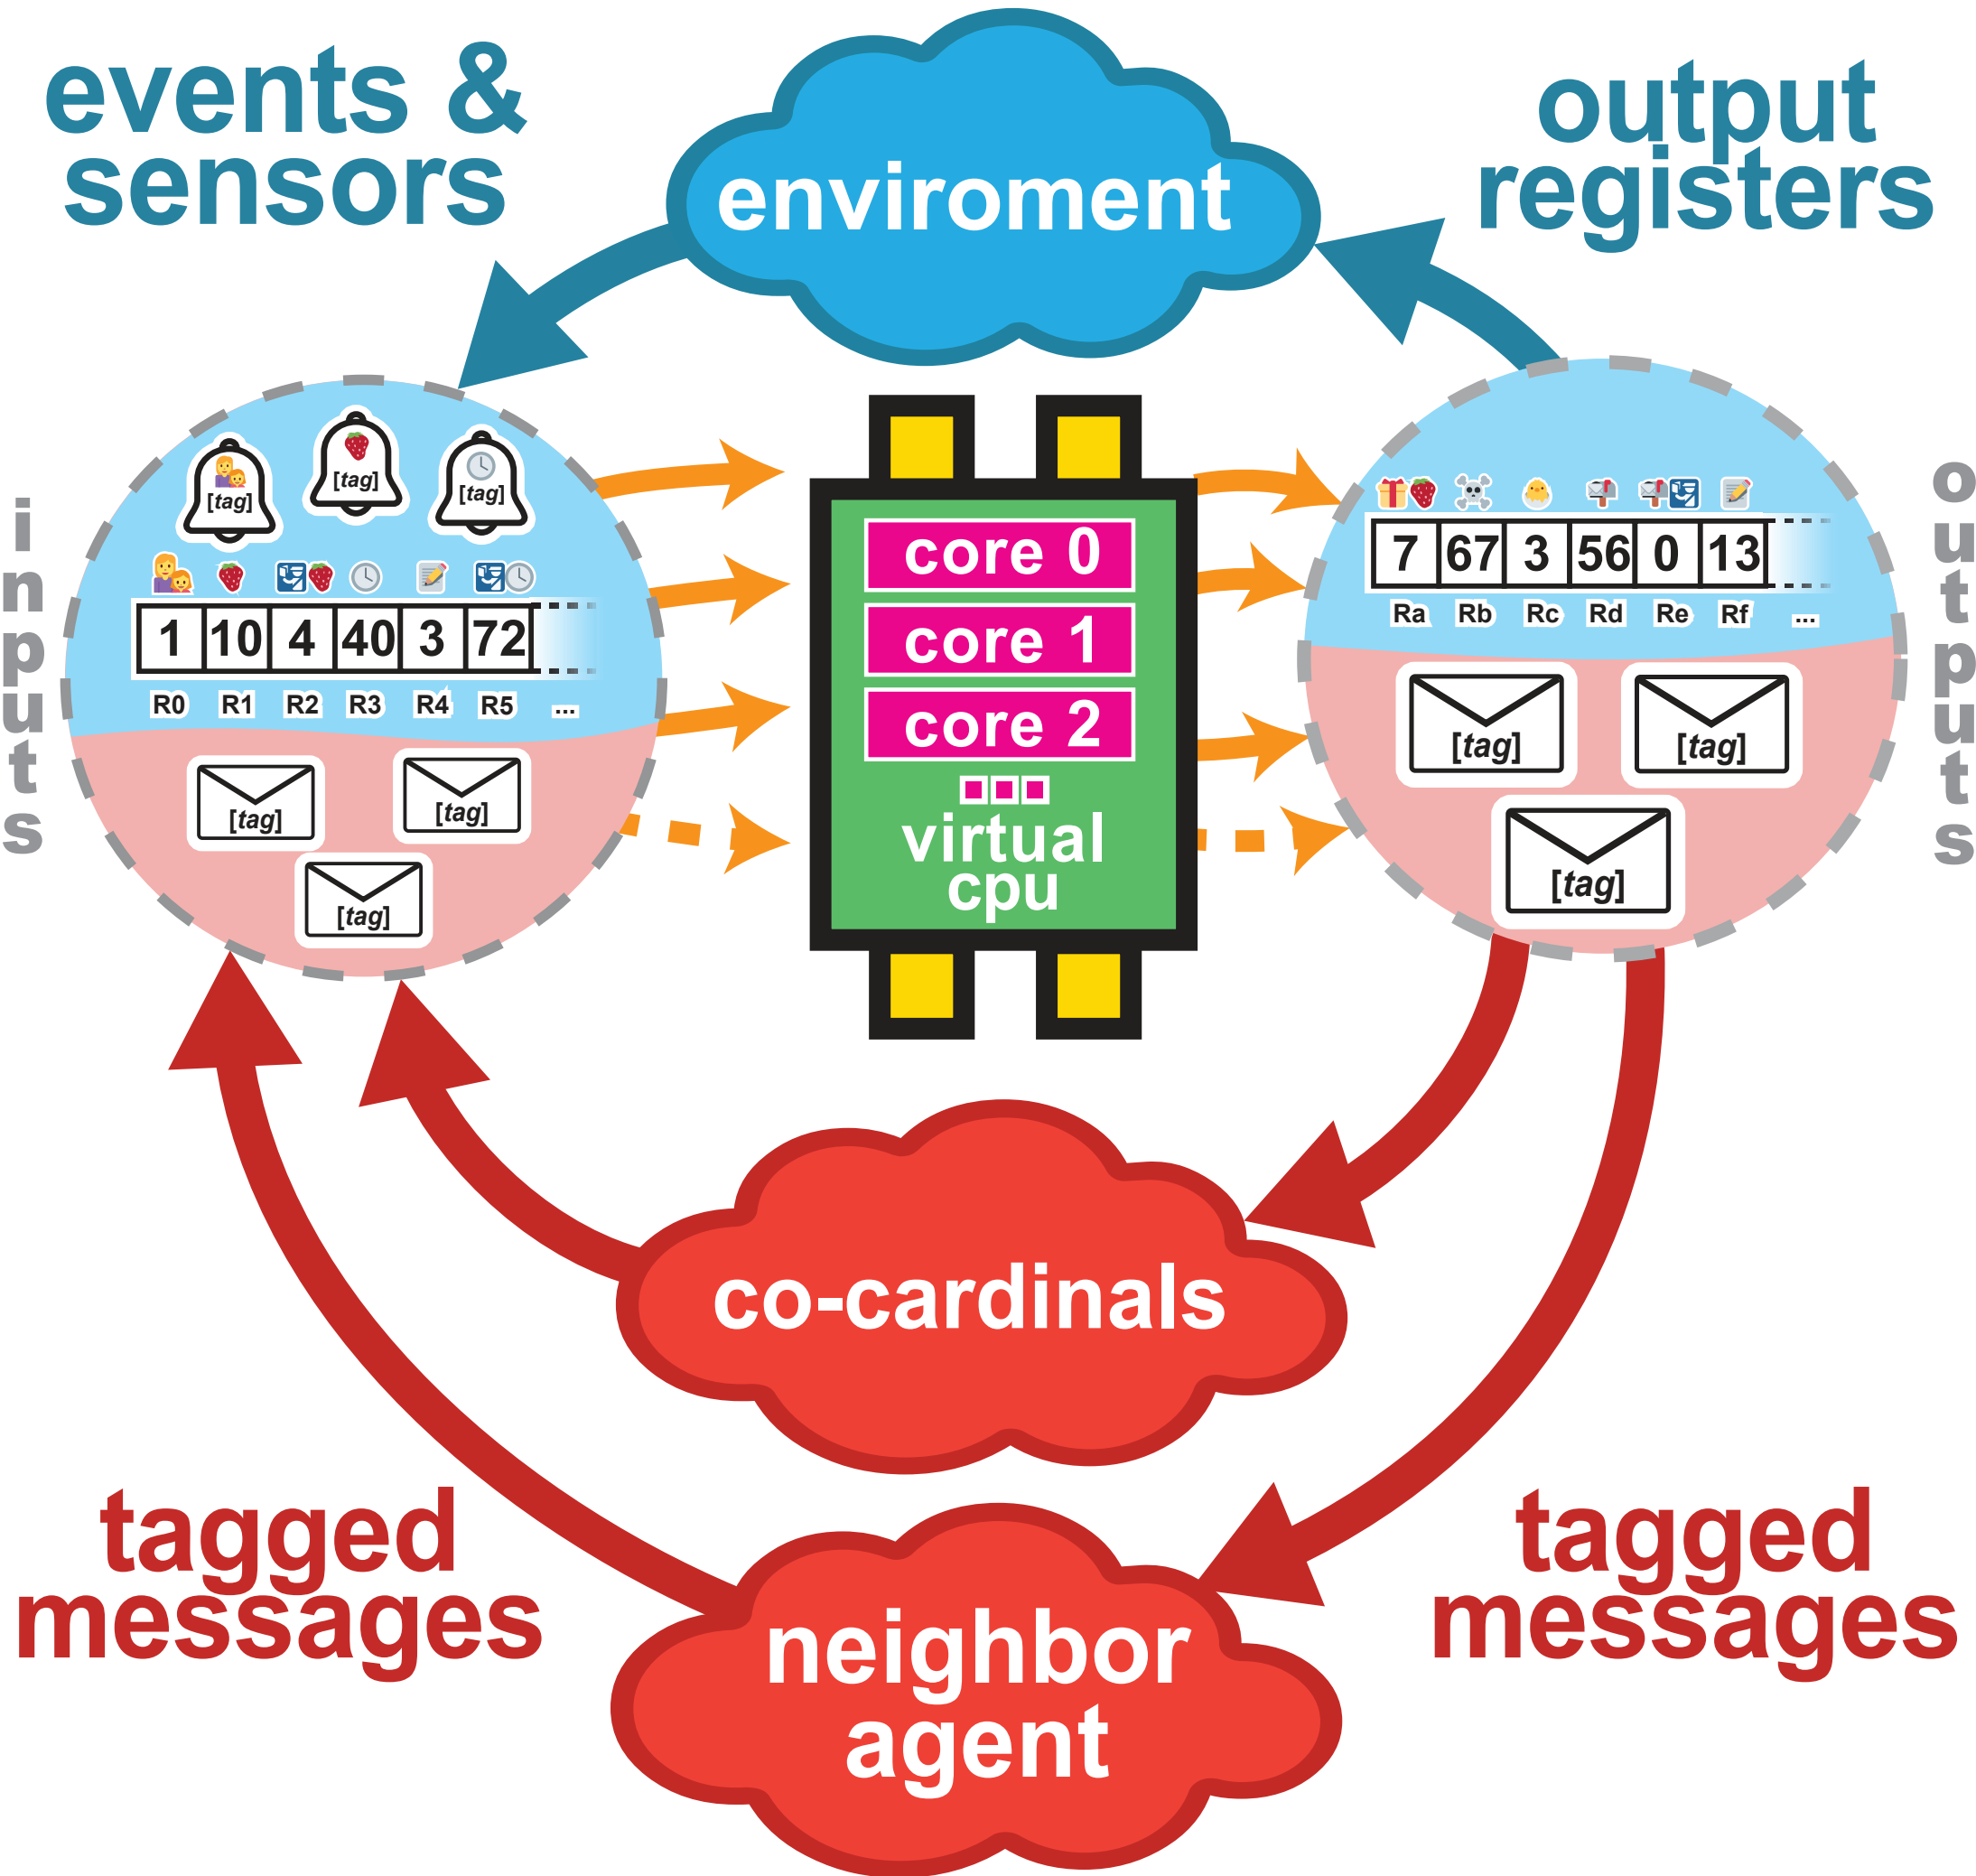 events &
sensors
enviroment
output
registers
inputs
[tag]
[tag]
[tag]
1 10 4 40 3 72
R0 R1 R2 R3 R4 R5 ...
[tag]
[tag]
[tag]
core 0
core 1
core 2
virtual
cpu
7 67 3 56 0 13
Ra Rb Rc Rd Re Rf ...
[tag]
[tag]
[tag]
outputs
co-cardinals
tagged
messages
neighbor
agent
tagged
messages